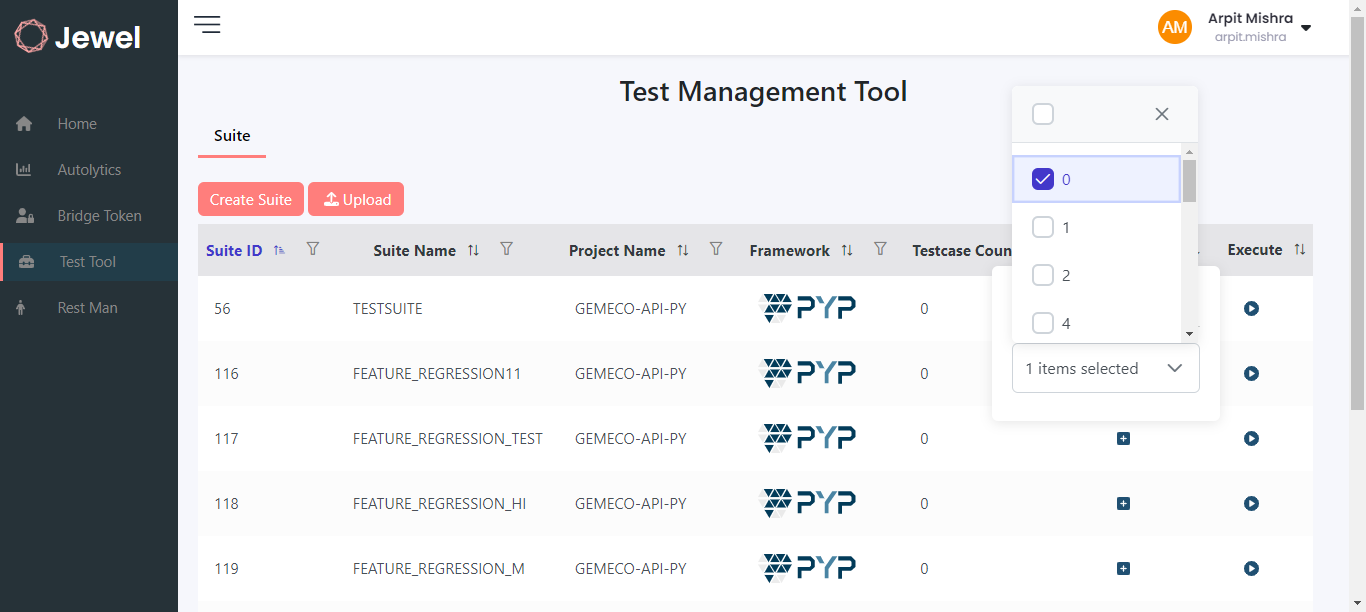 Jewel
AM
Arpit Mishra
arpit.mishra
Home
Autolytics
Bridge Token
Test Tool
Rest Man
Test Management Tool
Suite
Create Suite
Upload
Suite ID
Suite Name
Project Name
Framework
Testcase Coun
Execute
0
1
2
4
1 items selected
56 TESTSUITE GEMECO-API-PY PYP 0
116 FEATURE_REGRESSION11 GEMECO-API-PY PYP 0
117 FEATURE_REGRESSION_TEST GEMECO-API-PY PYP 0
118 FEATURE_REGRESSION_HI GEMECO-API-PY PYP 0
119 FEATURE_REGRESSION_M GEMECO-API-PY PYP 0